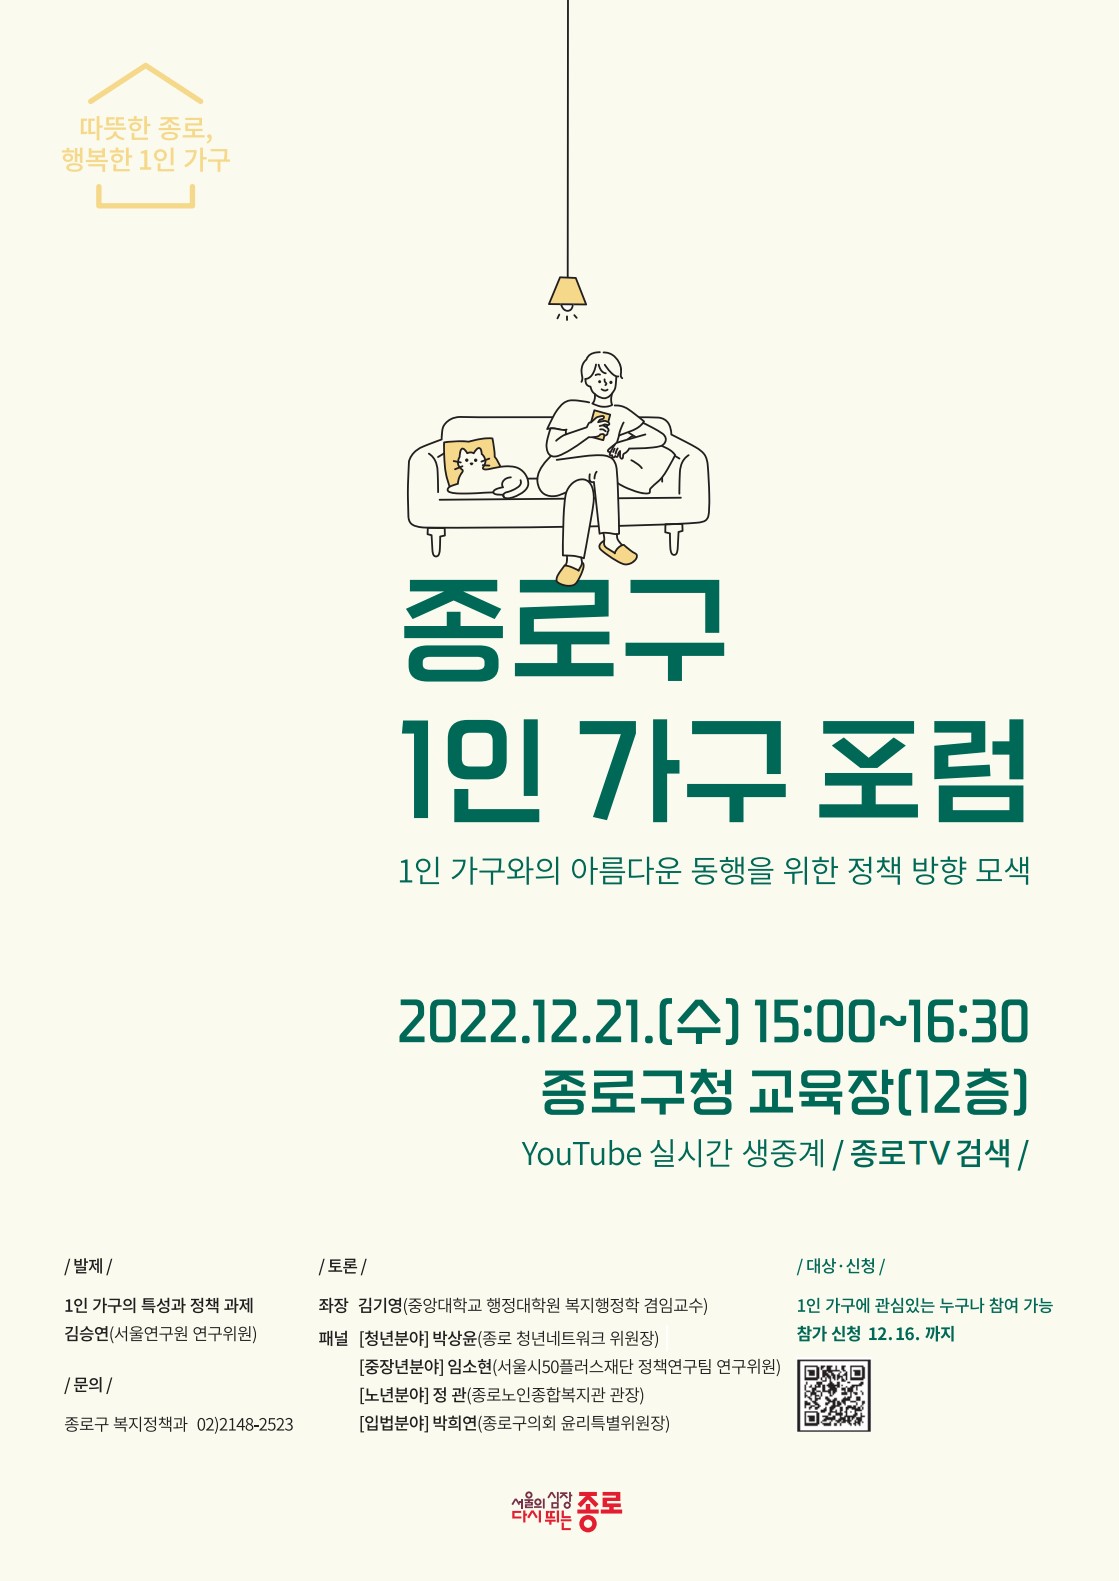 따뜻한 종로,
행복한 1인 가구
종로구
1인 가구 포럼
1인 가구와의 아름다운 동행을 위한 정책 방향 모색
2022.12.21.(수) 15:00~16:30
종로구청 교육장(12층)
YouTube 실시간 생중계 / 종로TV 검색 /
/ 발제 /
1인 가구의 특성과 정책 과제
김승연(서울연구원 연구위원)
/ 문의 /
종로구 복지정책과 02)2148-2523
/ 토론 /
좌장 김기영(중앙대학교 행정대학원 복지행정학 겸임교수)
패널 [청년분야] 박상윤(종로 청년네트워크 위원장)
[중장년분야] 임소현(서울시50플러스재단 정책연구팀 연구위원)
[노년분야] 정 관(종로노인종합복지관 관장)
[입법분야] 박희연(종로구의회 윤리특별위원장)
/ 대상·신청 /
1인 가구에 관심있는 누구나 참여 가능
참가 신청 12.16. 까지
서울의 심장
다시 뛰는 종로